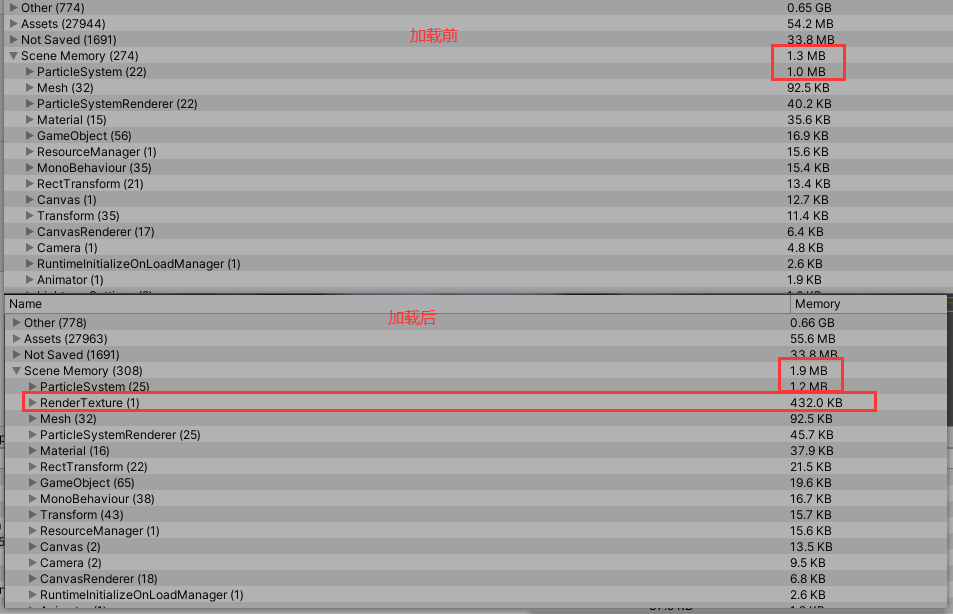 Other (774) 0.65 GB
Assets (27944) 54.2 MB
Not Saved (1691) 33.8 MB
加载前
Scene Memory (274) 1.3 MB
ParticleSystem (22) 1.0 MB
Mesh (32) 92.5 KB
ParticleSystemRenderer (22) 40.2 KB
Material (15) 35.6 KB
GameObject (56) 16.9 KB
ResourceManager (1) 15.6 KB
MonoBehaviour (35) 15.4 KB
RectTransform (21) 13.4 KB
Canvas (1) 12.7 KB
Transform (35) 11.4 KB
CanvasRenderer (17) 6.4 KB
Camera (1) 4.8 KB
RuntimeInitializeOnLoadManager (1) 2.6 KB
Animator (1) 1.9 KB
Name Memory
加载后
Other (778) 0.66 GB
Assets (27963) 55.6 MB
Not Saved (1691) 33.8 MB
Scene Memory (308) 1.9 MB
ParticleSystem (25) 1.2 MB
RenderTexture (1) 432.0 KB
Mesh (32) 92.5 KB
ParticleSystemRenderer (25) 45.7 KB
Material (16) 37.9 KB
RectTransform (22) 21.5 KB
GameObject (65) 19.6 KB
MonoBehaviour (38) 16.7 KB
Transform (43) 15.7 KB
ResourceManager (1) 15.6 KB
Canvas (2) 13.5 KB
Camera (2) 9.5 KB
CanvasRenderer (18) 6.8 KB
RuntimeInitializeOnLoadManager (1) 2.6 KB